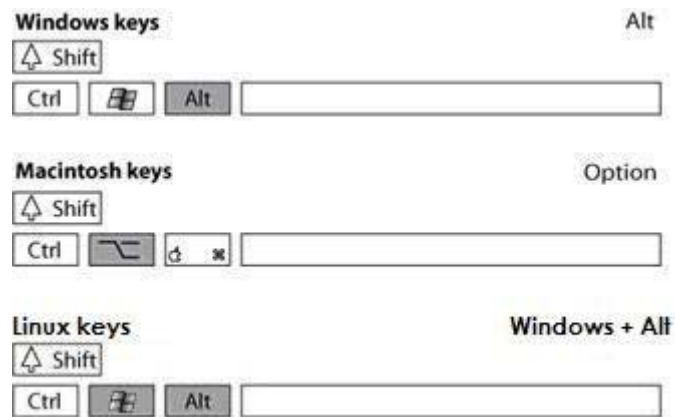 Windows keys Alt
Shift
Ctrl Alt
Macintosh keys Option
Shift
Ctrl ⌥ ⌘
Linux keys Windows + Alt
Shift
Ctrl Alt